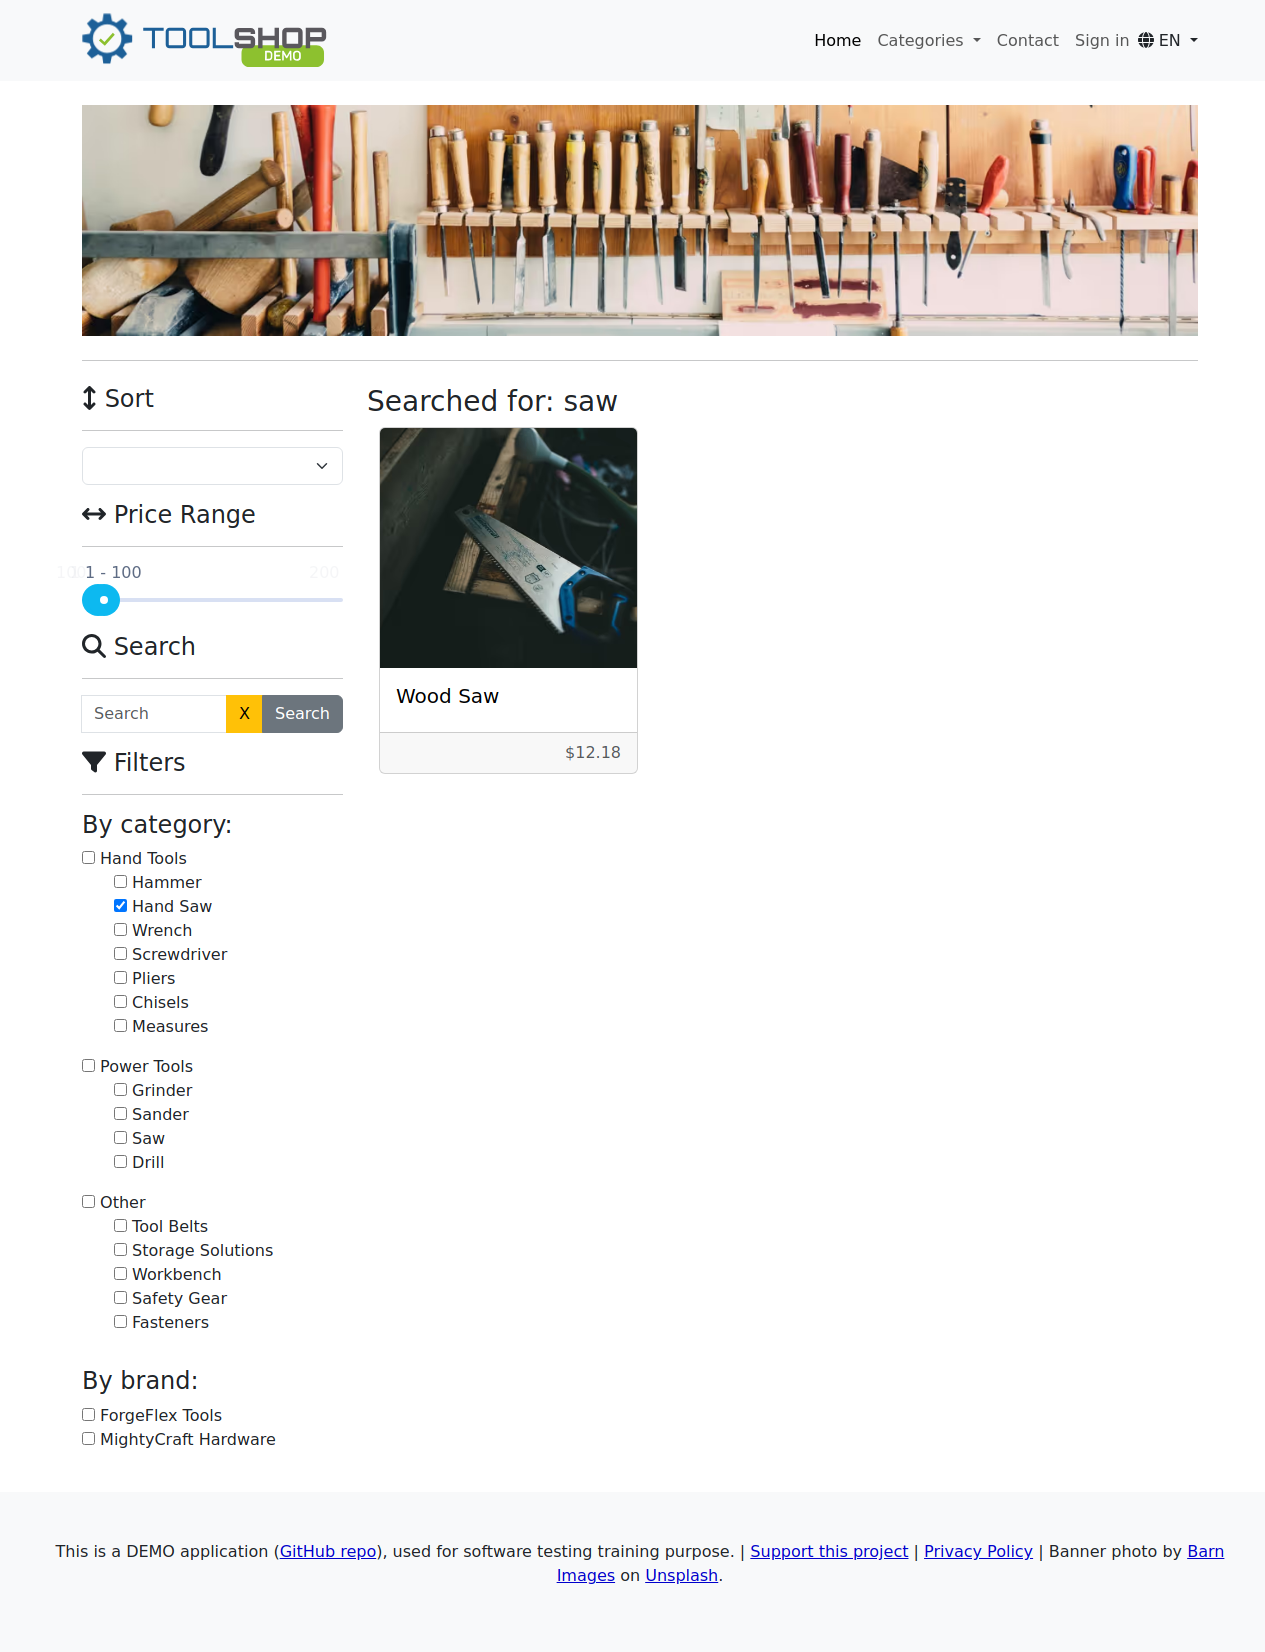 TOOLSHOP
DEMO
Home Categories Contact Sign in EN
Sort
Price Range
1 - 100 200
Search
Search X Search
Filters
By category:
Hand Tools
Hammer
Hand Saw
Wrench
Screwdriver
Pliers
Chisels
Measures
Power Tools
Grinder
Sander
Saw
Drill
Other
Tool Belts
Storage Solutions
Workbench
Safety Gear
Fasteners
By brand:
ForgeFlex Tools
MightyCraft Hardware
Searched for: saw
Wood Saw
$12.18
This is a DEMO application (GitHub repo), used for software testing training purpose. | Support this project | Privacy Policy | Banner photo by Barn
Images on Unsplash.